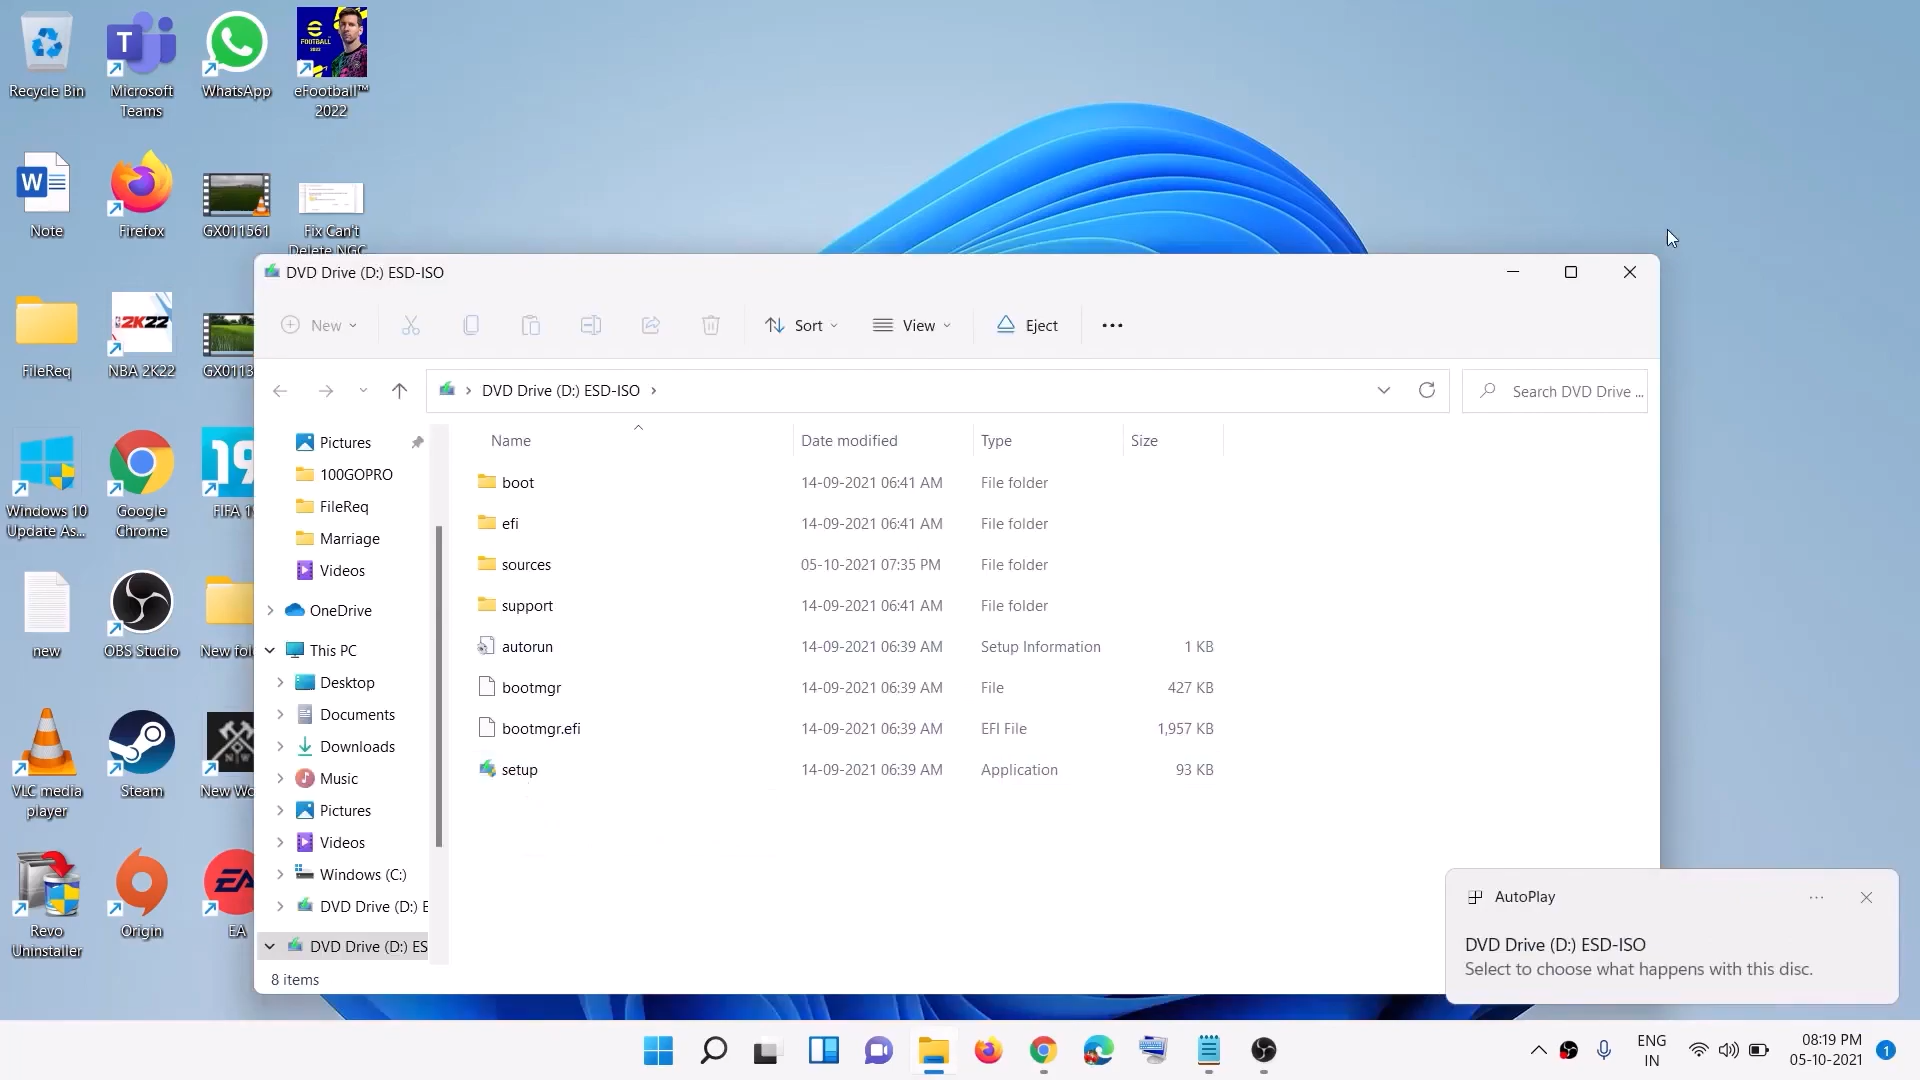 Recycle Bin
Microsoft
Teams
WhatsApp
eFootball™
2022
Note
Firefox
GX011561
Fix Can't
Delete NGC
FileReq
NBA 2K22
GX0113
Windows 10
Update As...
Google
Chrome
FIFA 1
new
OBS Studio
New fol
VLC media
player
Steam
New Wo
Revo
Uninstaller
Origin
EA
DVD Drive (D:) ESD-ISO
New
Sort
View
Eject
DVD Drive (D:) ESD-ISO
Search DVD Drive ...
Pictures
100GOPRO
FileReq
Marriage
Videos
OneDrive
This PC
Desktop
Documents
Downloads
Music
Pictures
Videos
Windows (C:)
DVD Drive (D:) E
DVD Drive (D:) ES
Name Date modified Type Size
boot 14-09-2021 06:41 AM File folder
efi 14-09-2021 06:41 AM File folder
sources 05-10-2021 07:35 PM File folder
support 14-09-2021 06:41 AM File folder
autorun 14-09-2021 06:39 AM Setup Information 1 KB
bootmgr 14-09-2021 06:39 AM File 427 KB
bootmgr.efi 14-09-2021 06:39 AM EFI File 1,957 KB
setup 14-09-2021 06:39 AM Application 93 KB
8 items
AutoPlay
DVD Drive (D:) ESD-ISO
Select to choose what happens with this disc.
ENG
IN
08:19 PM
05-10-2021
1